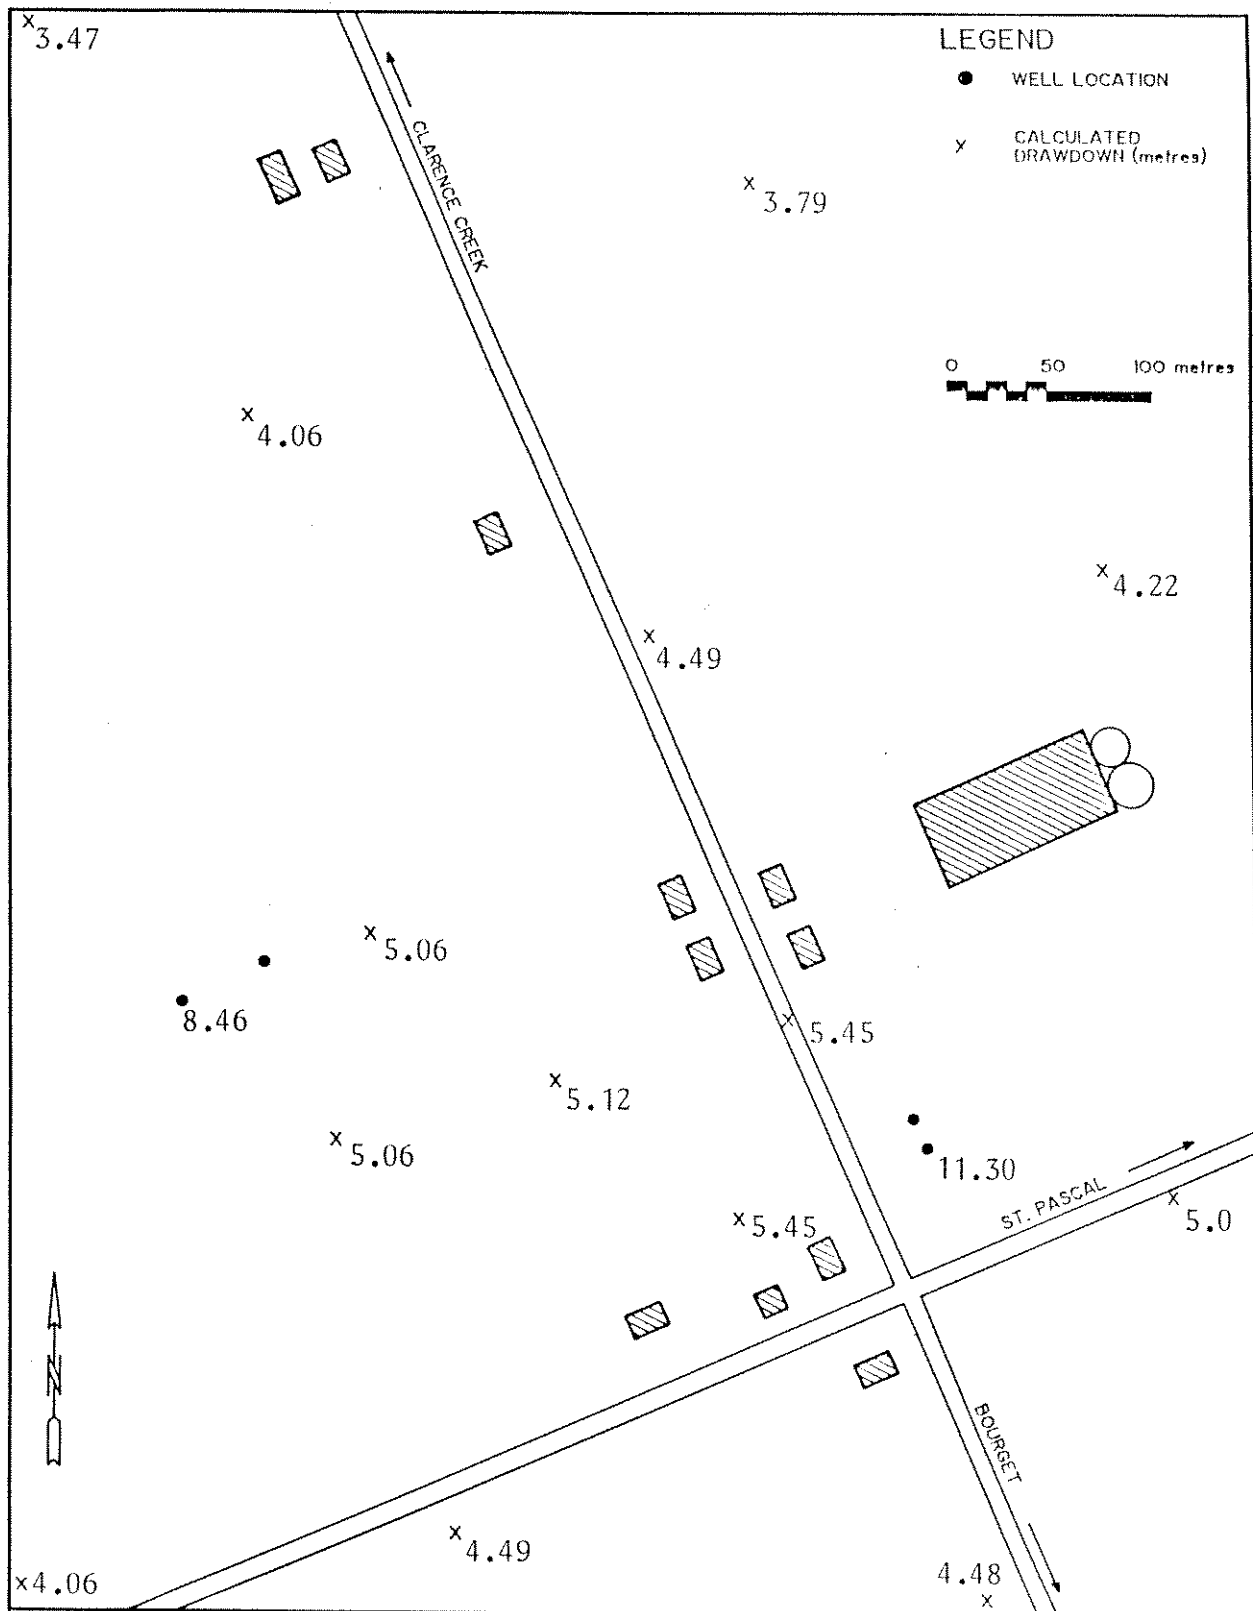 3.47
LEGEND
WELL LOCATION
x CALCULATED
DRAWDOWN (metres)
CLARENCE CREEK
x 3.79
0 50 100 metres
x 4.06
x 4.22
x 4.49
x 5.06
8.46
x 5.45
x 5.12
x 5.06
11.30
ST. PASCAL
x 5.0
x 5.45
N
BOURGET
x 4.49
x 4.06
4.48
x